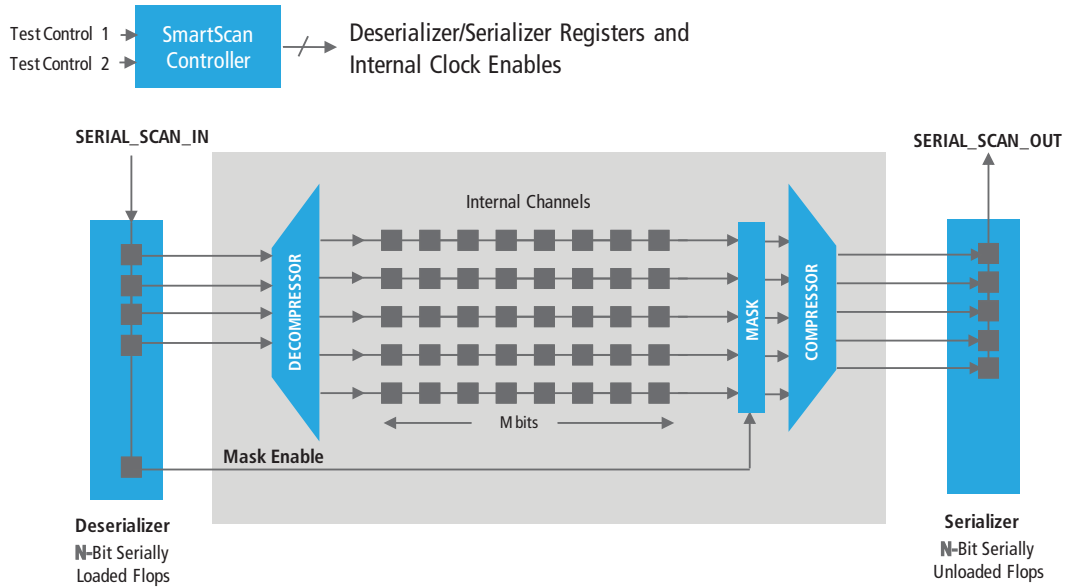 Test Control 1
Test Control 2
SmartScan
Controller
Deserializer/Serializer Registers and
Internal Clock Enables
SERIAL_SCAN_IN
SERIAL_SCAN_OUT
Internal Channels
DECOMPRESSOR
MASK
COMPRESSOR
M bits
Mask Enable
Deserializer
N-Bit Serially
Loaded Flops
Serializer
N-Bit Serially
Unloaded Flops